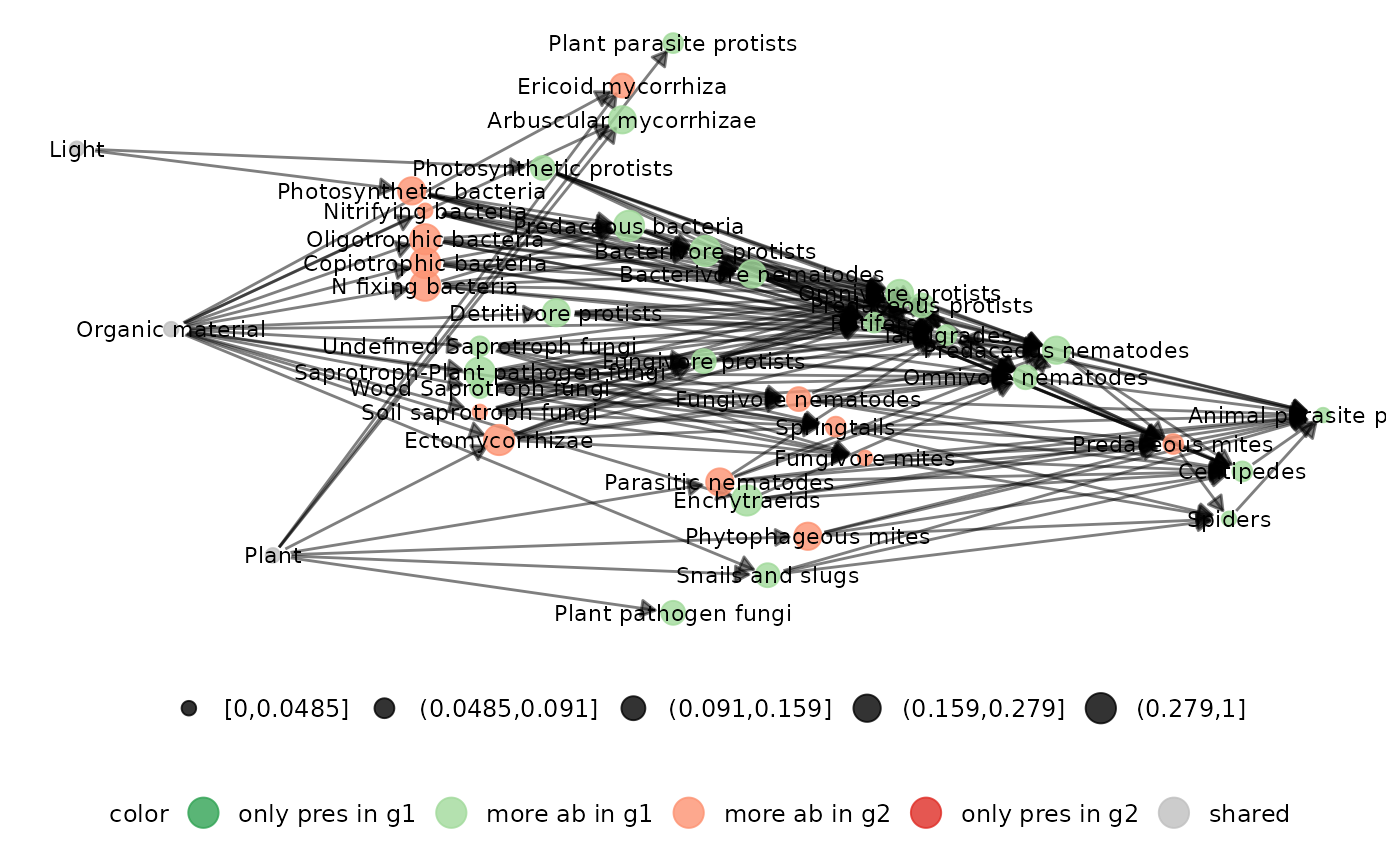 Plant parasite protists
Ericoid mycorrhiza
Arbuscular mycorrhizae
Light
Photosynthetic protists
Photosynthetic bacteria
Nitrifying bacteria
Predaceous bacteria
Oligotrophic bacteria
Bacterivore protists
Copiotrophic bacteria
Bacterivore nematodes
N fixing bacteria
Omnivore protists
protists
Detritivore protists
Organic material
Tardigrades
Undefined Saprotroph fungi
Predaceous nematodes
Fungivore protists
Saprotroph-Plant pathogen fungi
Omnivore nematodes
Wood Saprotroph fungi
Fungivore nematodes
Soil saprotroph fungi
Animal parasite p
Springtails
Ectomycorrhizae
Predaceous mites
Fungivore mites
Centipedes
Parasitic nematodes
Enchytraeids
Spiders
Phytophageous mites
Plant
Snails and slugs
Plant pathogen fungi
[0,0.0485] (0.0485,0.091] (0.091,0.159] (0.159,0.279] (0.279,1]
color only pres in g1 more ab in g1 more ab in g2 only pres in g2 shared